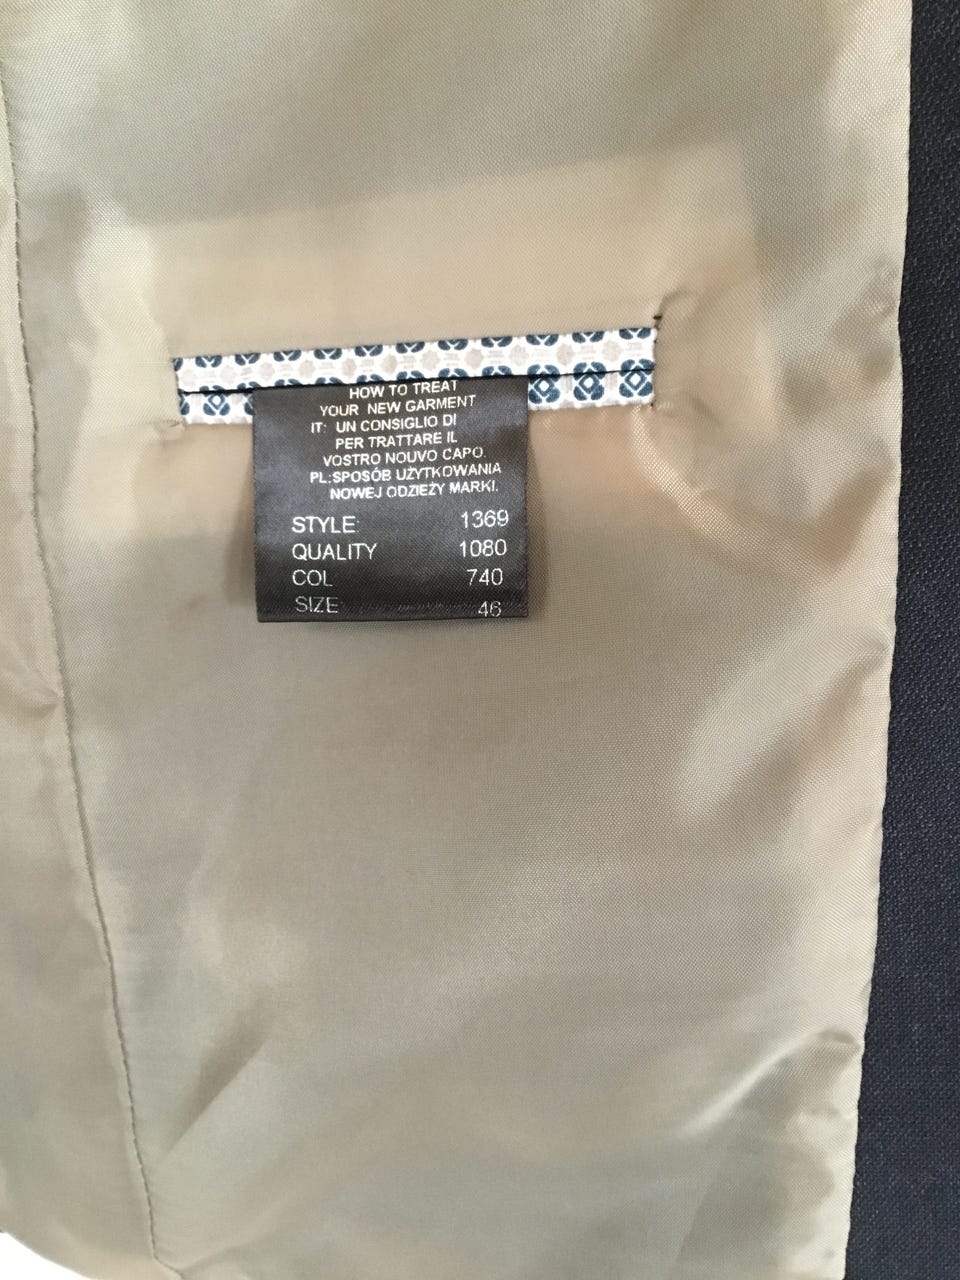 HOW TO TREAT
YOUR NEW GARMENT
IT: UN CONSIGLIO DI
PER TRATTARE IL
VOSTRO NOUVO CAPO.
PL:SPOSÓB UŻYTKOWANIA
NOWEJ ODZIEŻY MARKI.
STYLE 1369
QUALITY 1080
COL 740
SIZE 46